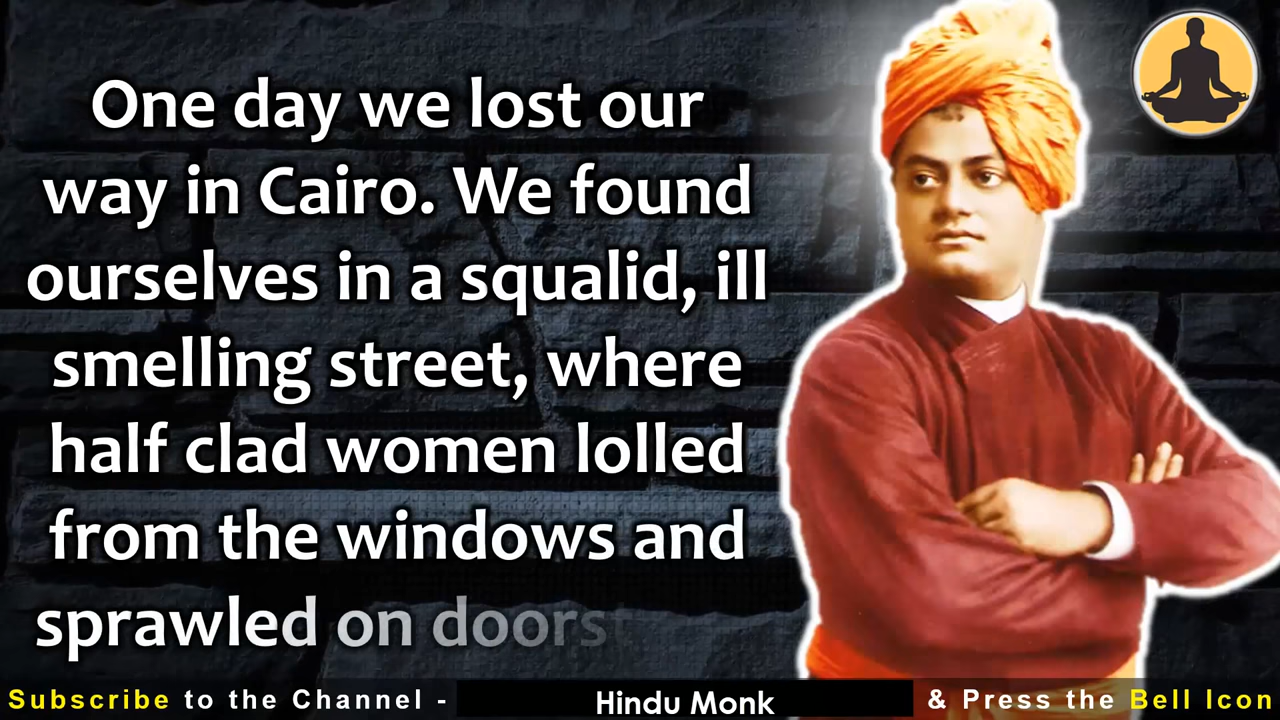 One day we lost our
way in Cairo. We found
ourselves in a squalid, ill
smelling street, where
half clad women lolled
from the windows and
sprawled on doors
Subscribe to the Channel - Hindu Monk & Press the Bell Icon